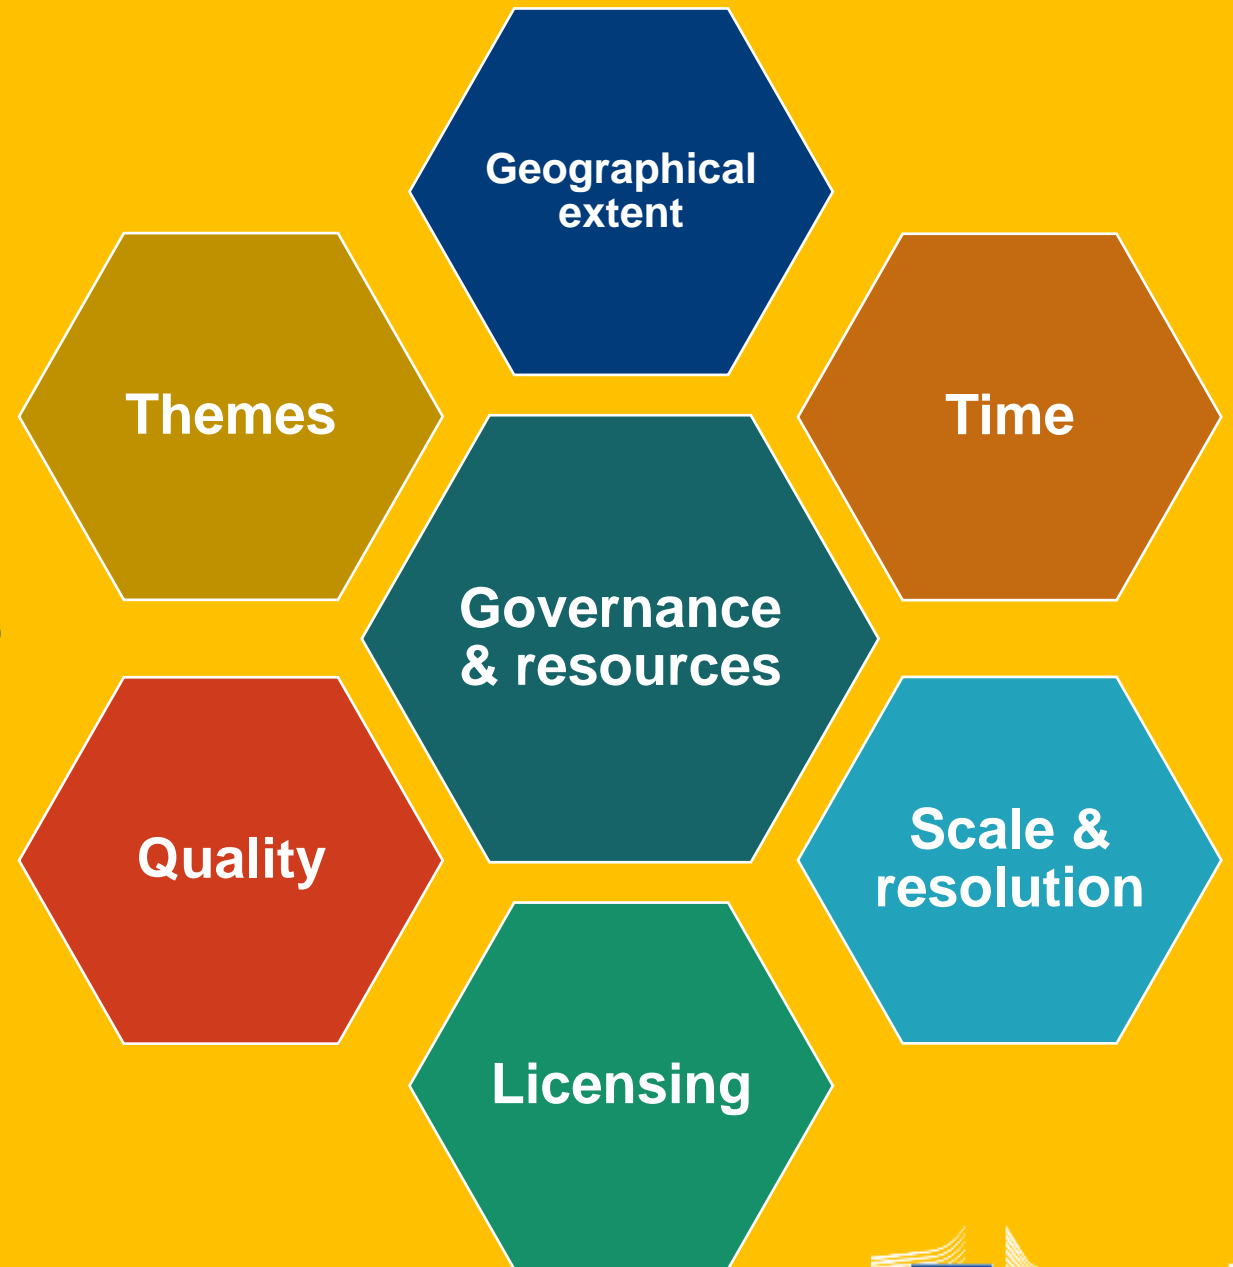 Geographical
extent
Themes
Time
Governance
& resources
Quality
Scale &
resolution
Licensing